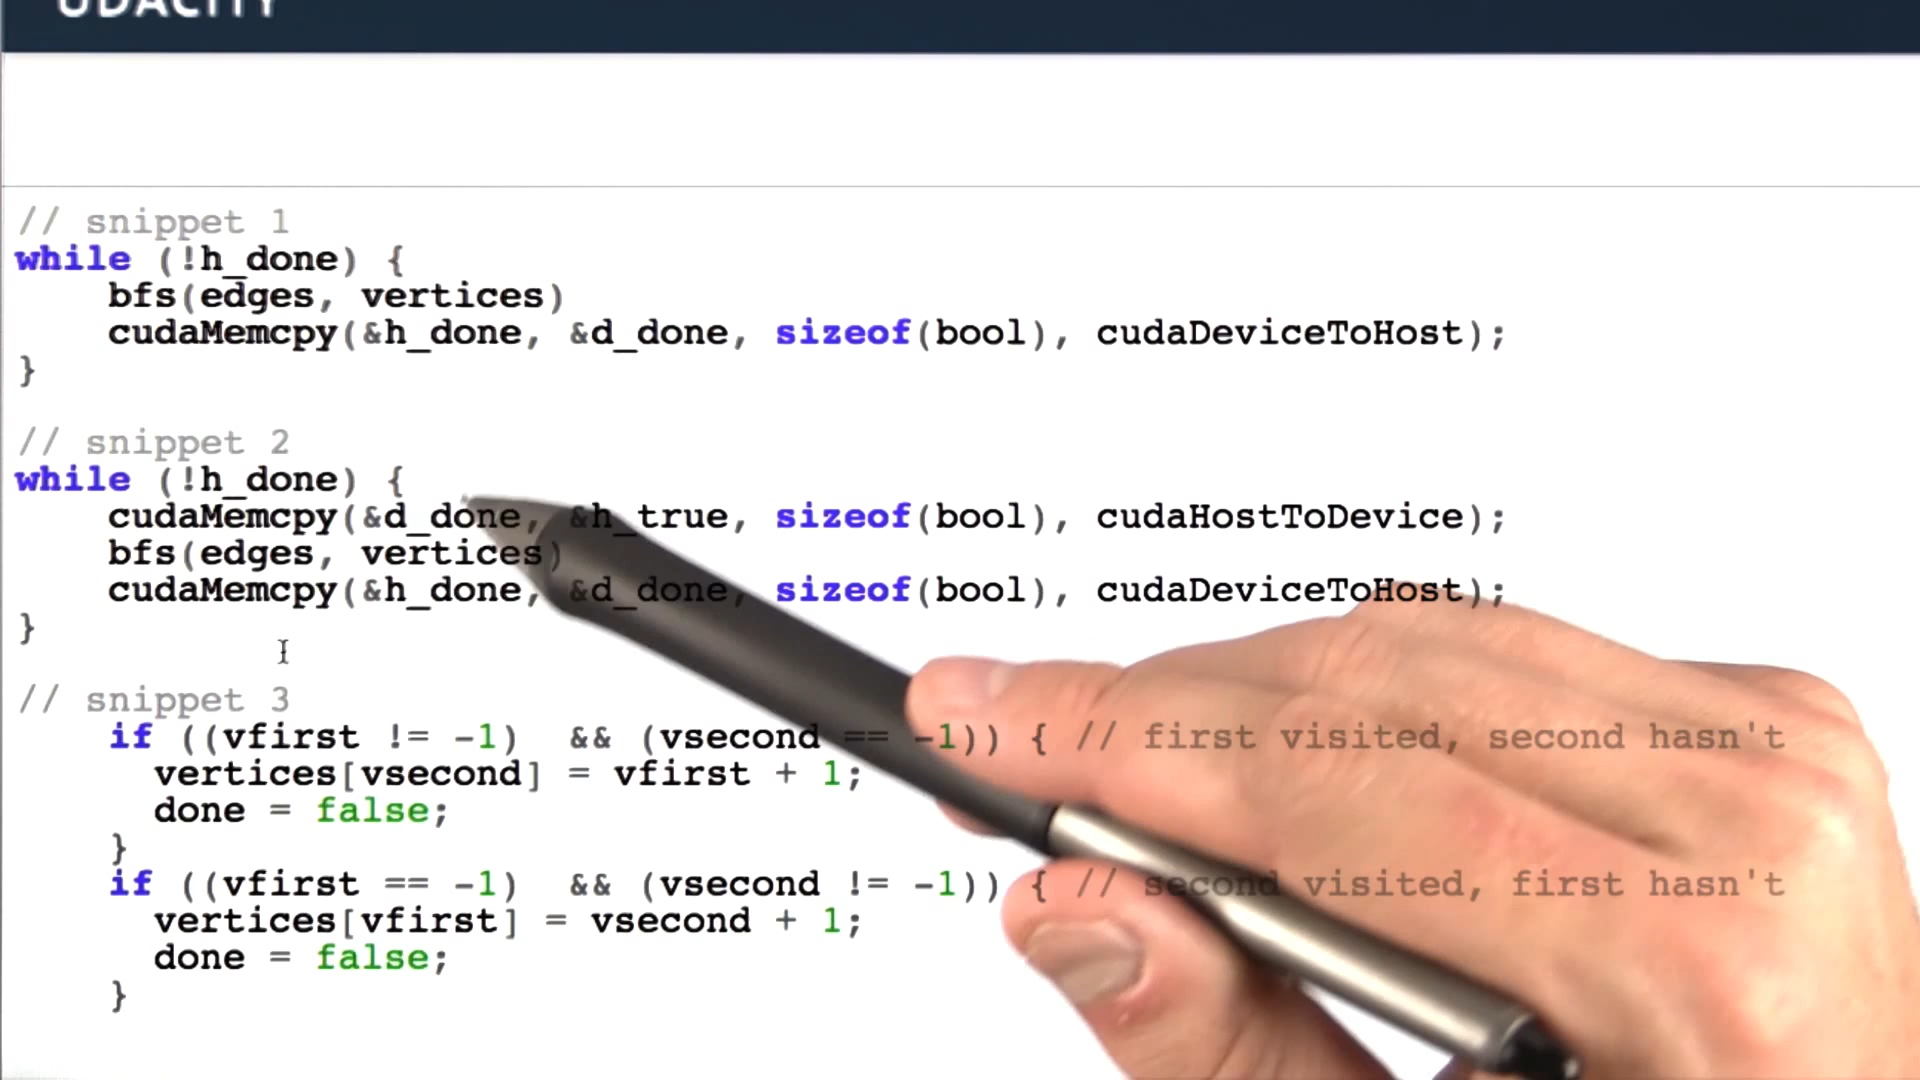 UDACITY
// snippet 1
while (!h_done) {
bfs(edges, vertices)
cudaMemcpy(&h_done, &d_done, sizeof(bool), cudaDeviceToHost);
}
// snippet 2
while (!h_done) {
cudaMemcpy(&d_done, &h_true, sizeof(bool), cudaHostToDevice);
bfs(edges, vertices)
cudaMemcpy(&h_done, &d_done, sizeof(bool), cudaDeviceToHost);
}
// snippet 3
if ((vfirst != -1) && (vsecond == -1)) { // first visited, second hasn't
vertices[vsecond] = vfirst + 1;
done = false;
}
if ((vfirst == -1) && (vsecond != -1)) { // second visited, first hasn't
vertices[vfirst] = vsecond + 1;
done = false;
}